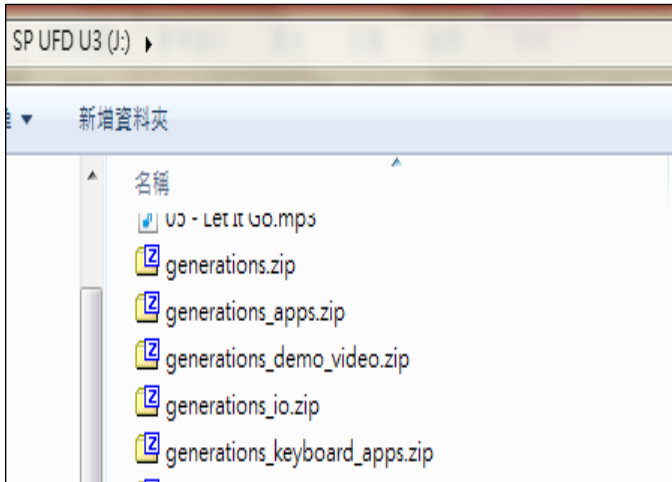 SP UFD U3 (J:)
新增資料夾
名稱
05 - Let It Go.mp3
generations.zip
generations_apps.zip
generations_demo_video.zip
generations_io.zip
generations_keyboard_apps.zip